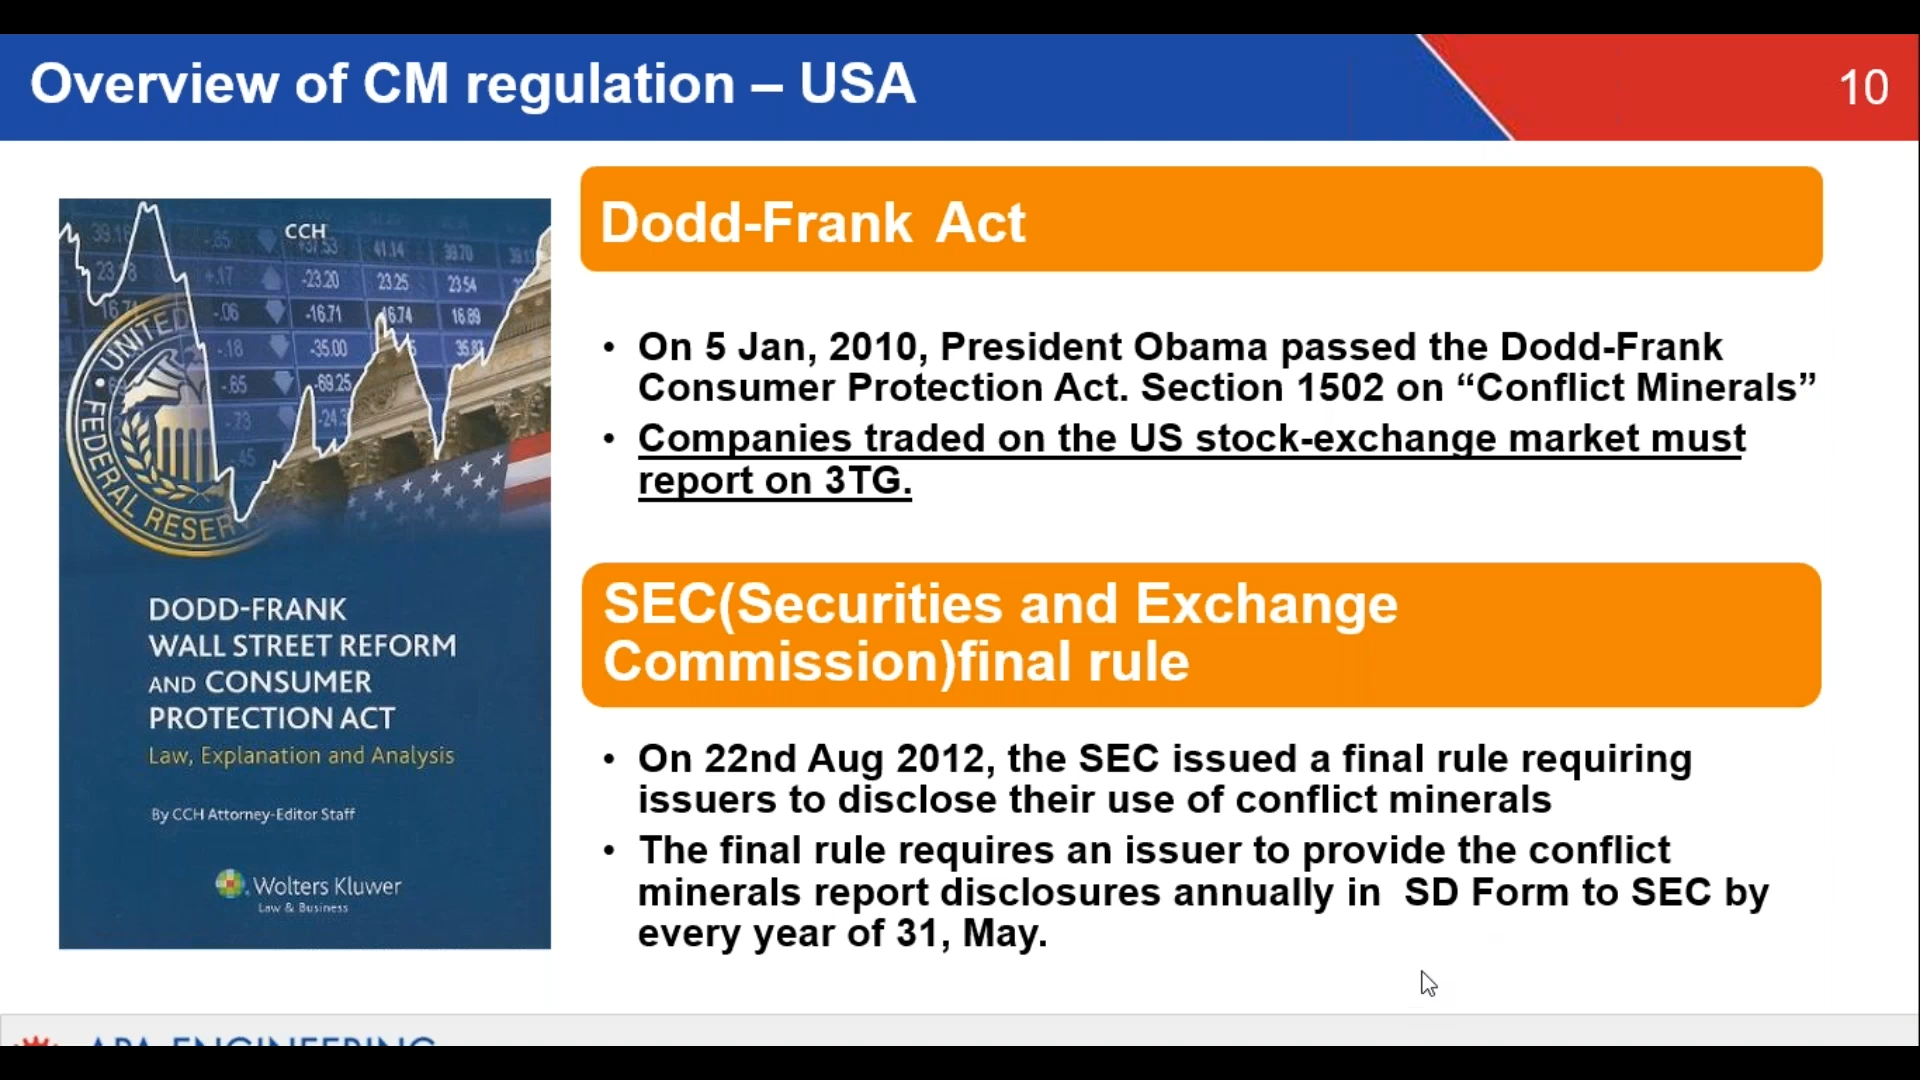 Overview of CM regulation – USA
10
CCH
UNITED
FEDERAL RESERV
DODD-FRANK
WALL STREET REFORM
AND CONSUMER
PROTECTION ACT
Law, Explanation and Analysis
By CCH Attorney-Editor Staff
Wolters Kluwer
Law & Business
Dodd-Frank Act
• On 5 Jan, 2010, President Obama passed the Dodd-Frank
Consumer Protection Act. Section 1502 on “Conflict Minerals”
• Companies traded on the US stock-exchange market must
report on 3TG.
SEC(Securities and Exchange
Commission)final rule
• On 22nd Aug 2012, the SEC issued a final rule requiring
issuers to disclose their use of conflict minerals
• The final rule requires an issuer to provide the conflict
minerals report disclosures annually in SD Form to SEC by
every year of 31, May.
APA ENGINEERING